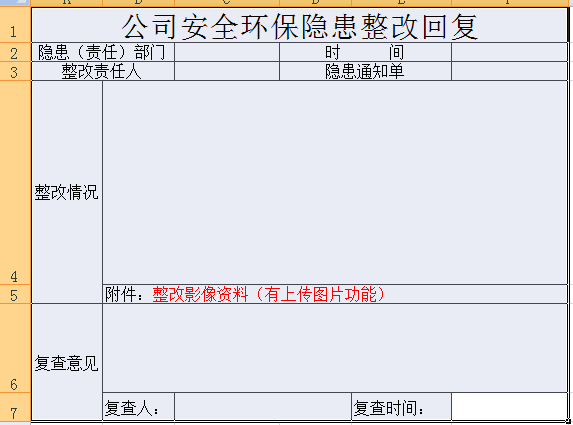 公司安全环保隐患整改回复
隐患（责任）部门 时 间
整改责任人 隐患通知单
整改情况
附件：整改影像资料（有上传图片功能）
复查意见
复查人： 复查时间：
1
2
3
4
5
6
7